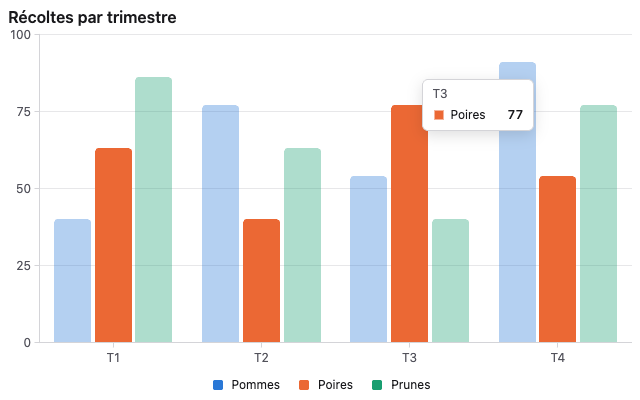 Récoltes par trimestre
100
75
50
25
0
T3
Poires 77
T1 T2 T3 T4
Pommes Poires Prunes